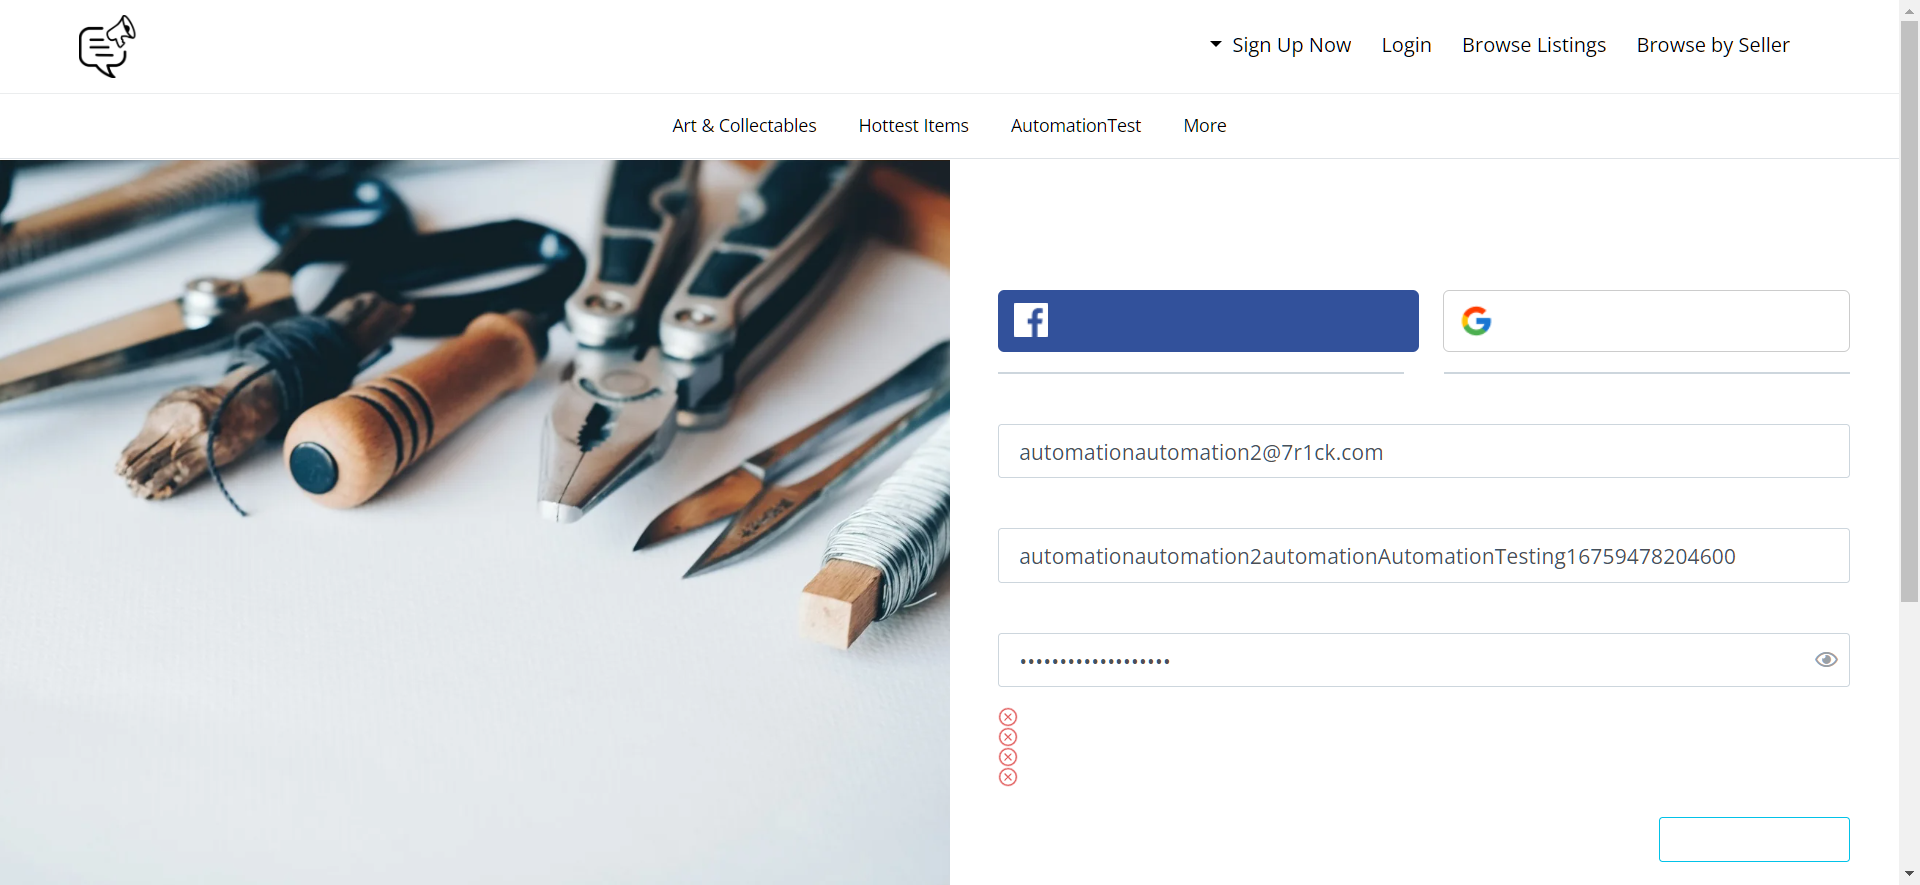 Sign Up Now
Login
Browse Listings
Browse by Seller
Art & Collectables
Hottest Items
AutomationTest
More
automationautomation2@7r1ck.com
automationautomation2automationAutomationTesting16759478204600